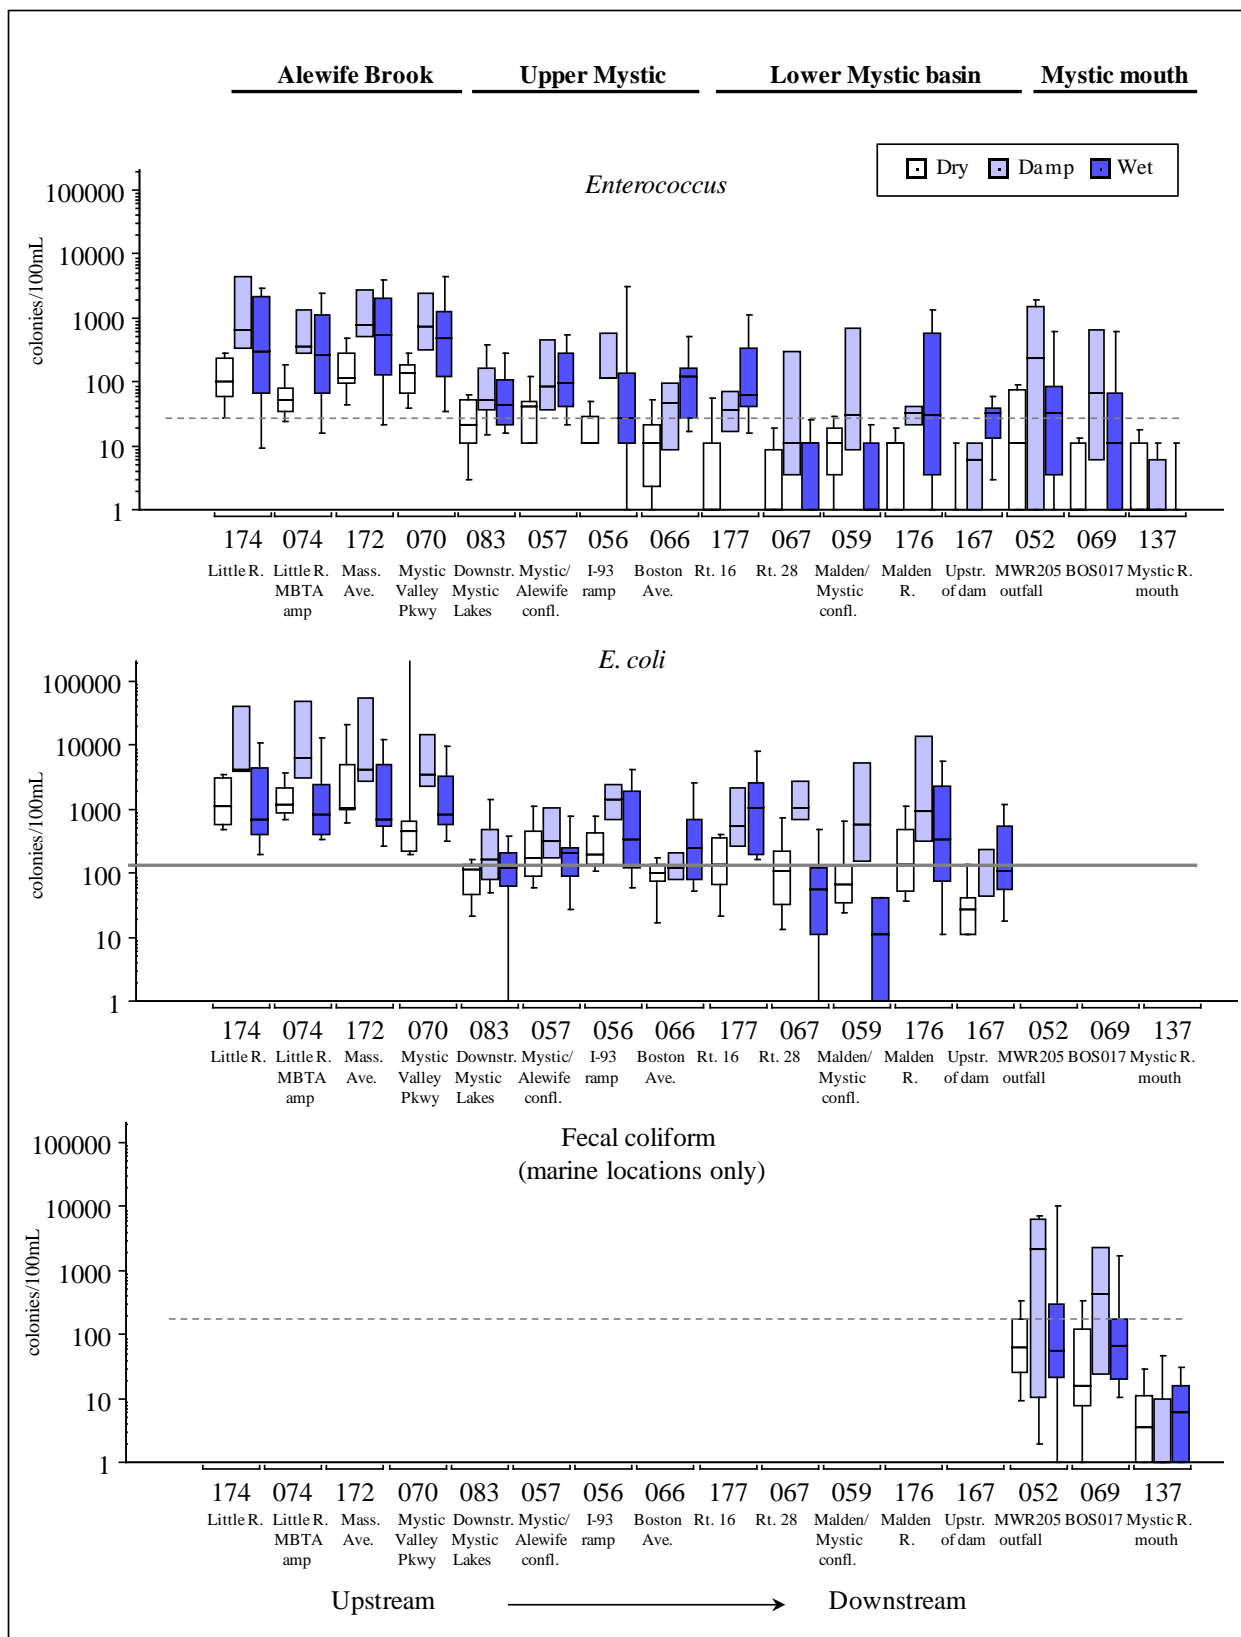 Alewife Brook Upper Mystic Lower Mystic basin Mystic mouth
Dry Damp Wet
Enterococcus
colonies/100mL
100000
10000
1000
100
10
1
174 074 172 070 083 057 056 066 177 067 059 176 167 052 069 137
Little R. Little R. Mass. Mystic Downstr. Mystic/ I-93 Boston Rt. 16 Rt. 28 Malden/ Malden Upstr. MWR205 BOS017 Mystic R.
MBTA Ave. Valley Mystic Alewife ramp Ave. Mystic R. of dam outfall mouth
amp Pkwy Lakes confl. confl.
E. coli
colonies/100mL
100000
10000
1000
100
10
1
174 074 172 070 083 057 056 066 177 067 059 176 167 052 069 137
Little R. Little R. Mass. Mystic Downstr. Mystic/ I-93 Boston Rt. 16 Rt. 28 Malden/ Malden Upstr. MWR205 BOS017 Mystic R.
MBTA Ave. Valley Mystic Alewife ramp Ave. Mystic R. of dam outfall mouth
amp Pkwy Lakes confl. confl.
Fecal coliform
(marine locations only)
colonies/100mL
100000
10000
1000
100
10
1
174 074 172 070 083 057 056 066 177 067 059 176 167 052 069 137
Little R. Little R. Mass. Mystic Downstr. Mystic/ I-93 Boston Rt. 16 Rt. 28 Malden/ Malden Upstr. MWR205 BOS017 Mystic R.
MBTA Ave. Valley Mystic Alewife ramp Ave. Mystic R. of dam outfall mouth
amp Pkwy Lakes confl. confl.
Upstream Downstream